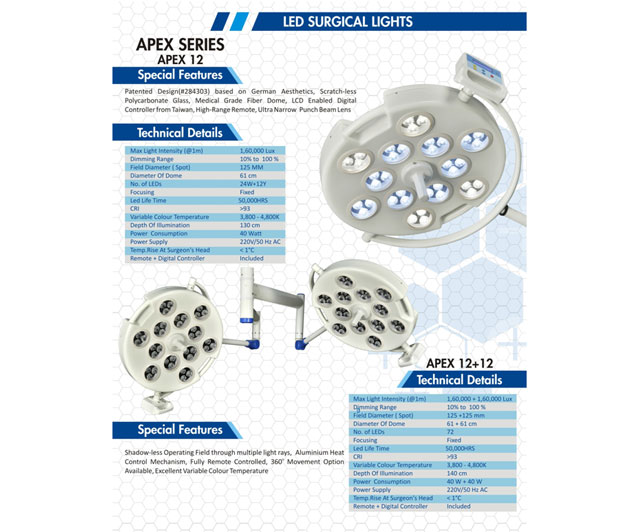 LED SURGICAL LIGHTS
APEX SERIES
APEX 12
Special Features
Patented Design(#284303) based on German Aesthetics, Scratch-less
Polycarbonate Glass, Medical Grade Fiber Dome, LCD Enabled Digital
Controller from Taiwan, High-Range Remote, Ultra Narrow Punch Beam Lens
Technical Details
Max Light Intensity (@1m) 1,60,000 Lux
Dimming Range 10% to 100 %
Field Diameter ( Spot) 125 MM
Diameter Of Dome 61 cm
No. of LEDs 24W+12Y
Focusing Fixed
Led Life Time 50,000HRS
CRI >93
Variable Colour Temperature 3,800 - 4,800K
Depth Of Illumination 130 cm
Power Consumption 40 Watt
Power Supply 220V/50 Hz AC
Temp.Rise At Surgeon's Head < 1°C
Remote + Digital Controller Included
APEX 12+12
Technical Details
Max Light Intensity (@1m) 1,60,000 + 1,60,000 Lux
Dimming Range 10% to 100 %
Field Diameter ( Spot) 125 +125 mm
Diameter Of Dome 61 + 61 cm
No. of LEDs 72
Focusing Fixed
Led Life Time 50,000HRS
CRI >93
Variable Colour Temperature 3,800 - 4,800K
Depth Of Illumination 140 cm
Power Consumption 40 W + 40 W
Power Supply 220V/50 Hz AC
Temp.Rise At Surgeon's Head < 1°C
Remote + Digital Controller Included
Special Features
Shadow-less Operating Field through multiple light rays, Aluminium Heat
Control Mechanism, Fully Remote Controlled, 360° Movement Option
Available, Excellent Variable Colour Temperature